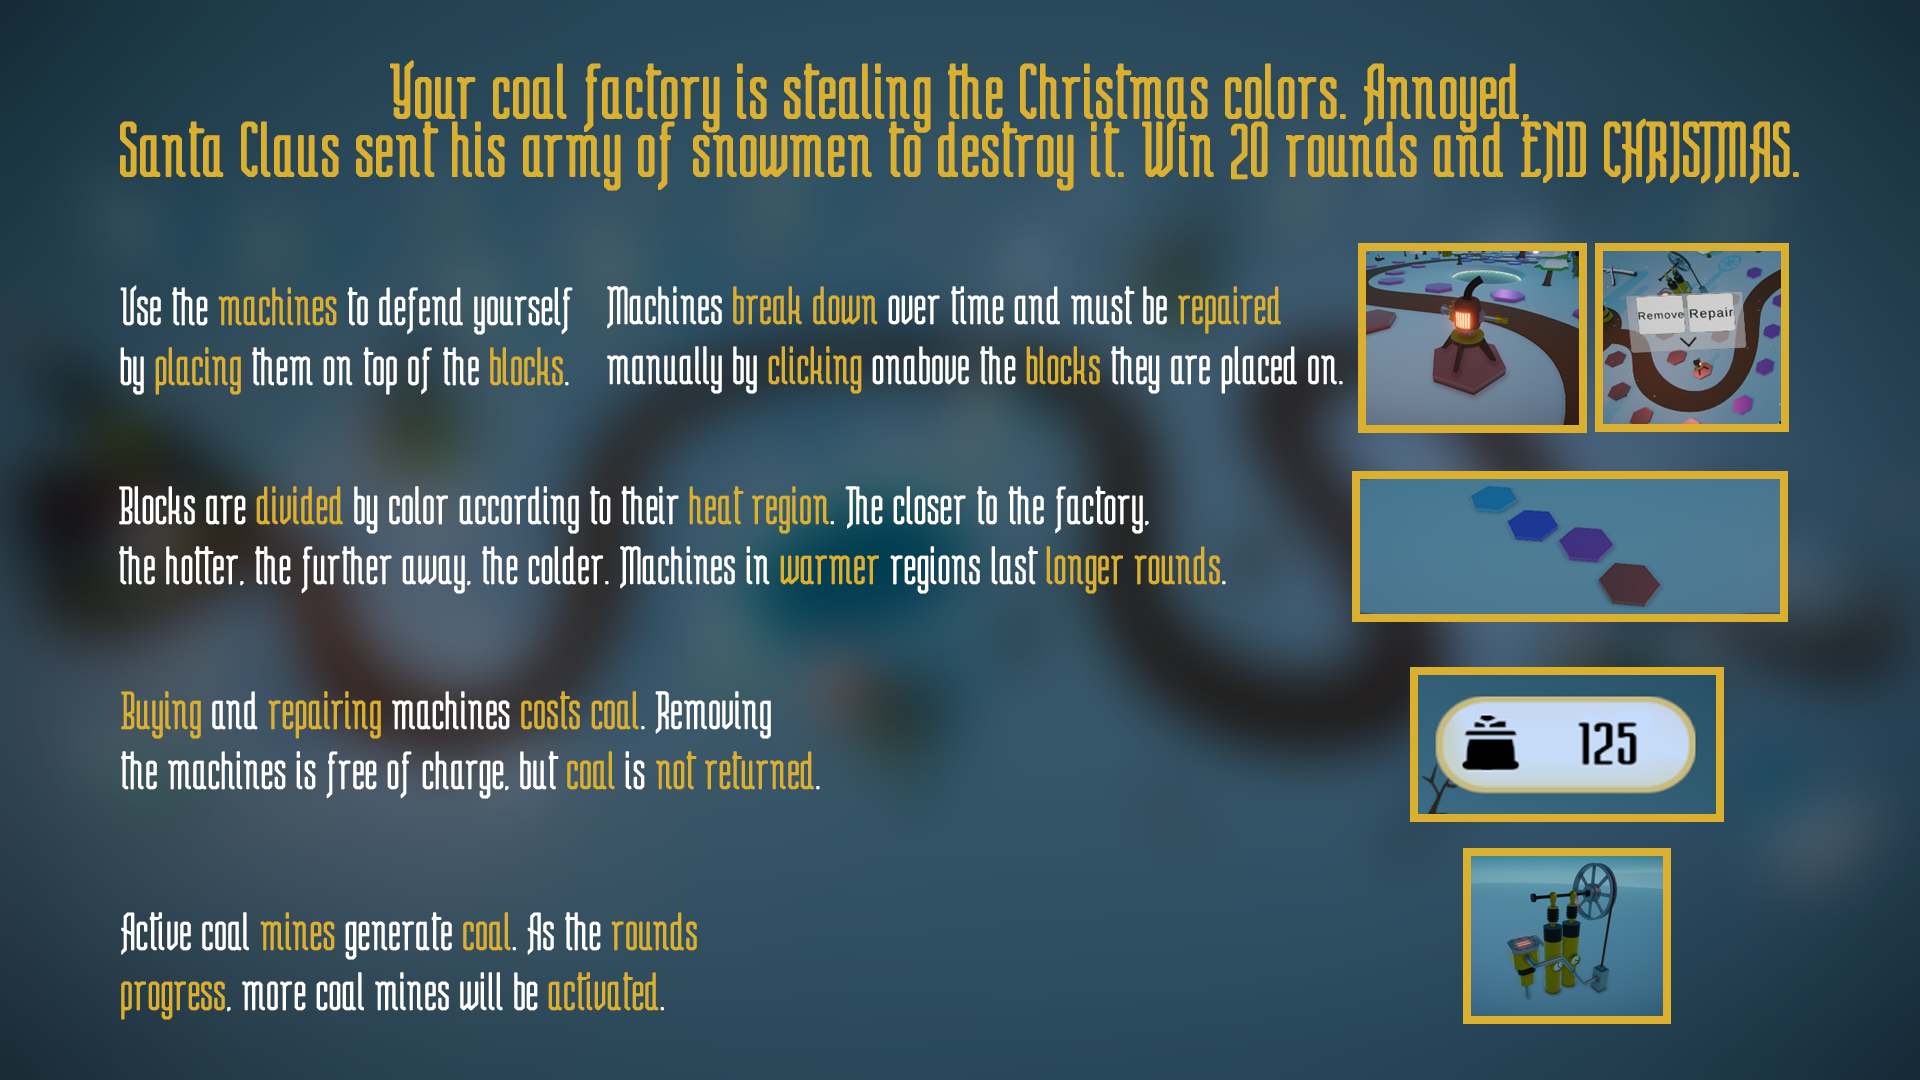 Your coal factory is stealing the Christmas colors. Annoyed,
Santa Claus sent his army of snowmen to destroy it. Win 20 rounds and END CHRISTMAS.
Use the machines to defend yourself
by placing them on top of the blocks.
Machines break down over time and must be repaired
manually by clicking onabove the blocks they are placed on.
Remove Repair
Blocks are divided by color according to their heat region. The closer to the factory,
the hotter, the further away, the colder. Machines in warmer regions last longer rounds.
Buying and repairing machines costs coal. Removing
the machines is free of charge, but coal is not returned.
125
Active coal mines generate coal. As the rounds
progress, more coal mines will be activated.